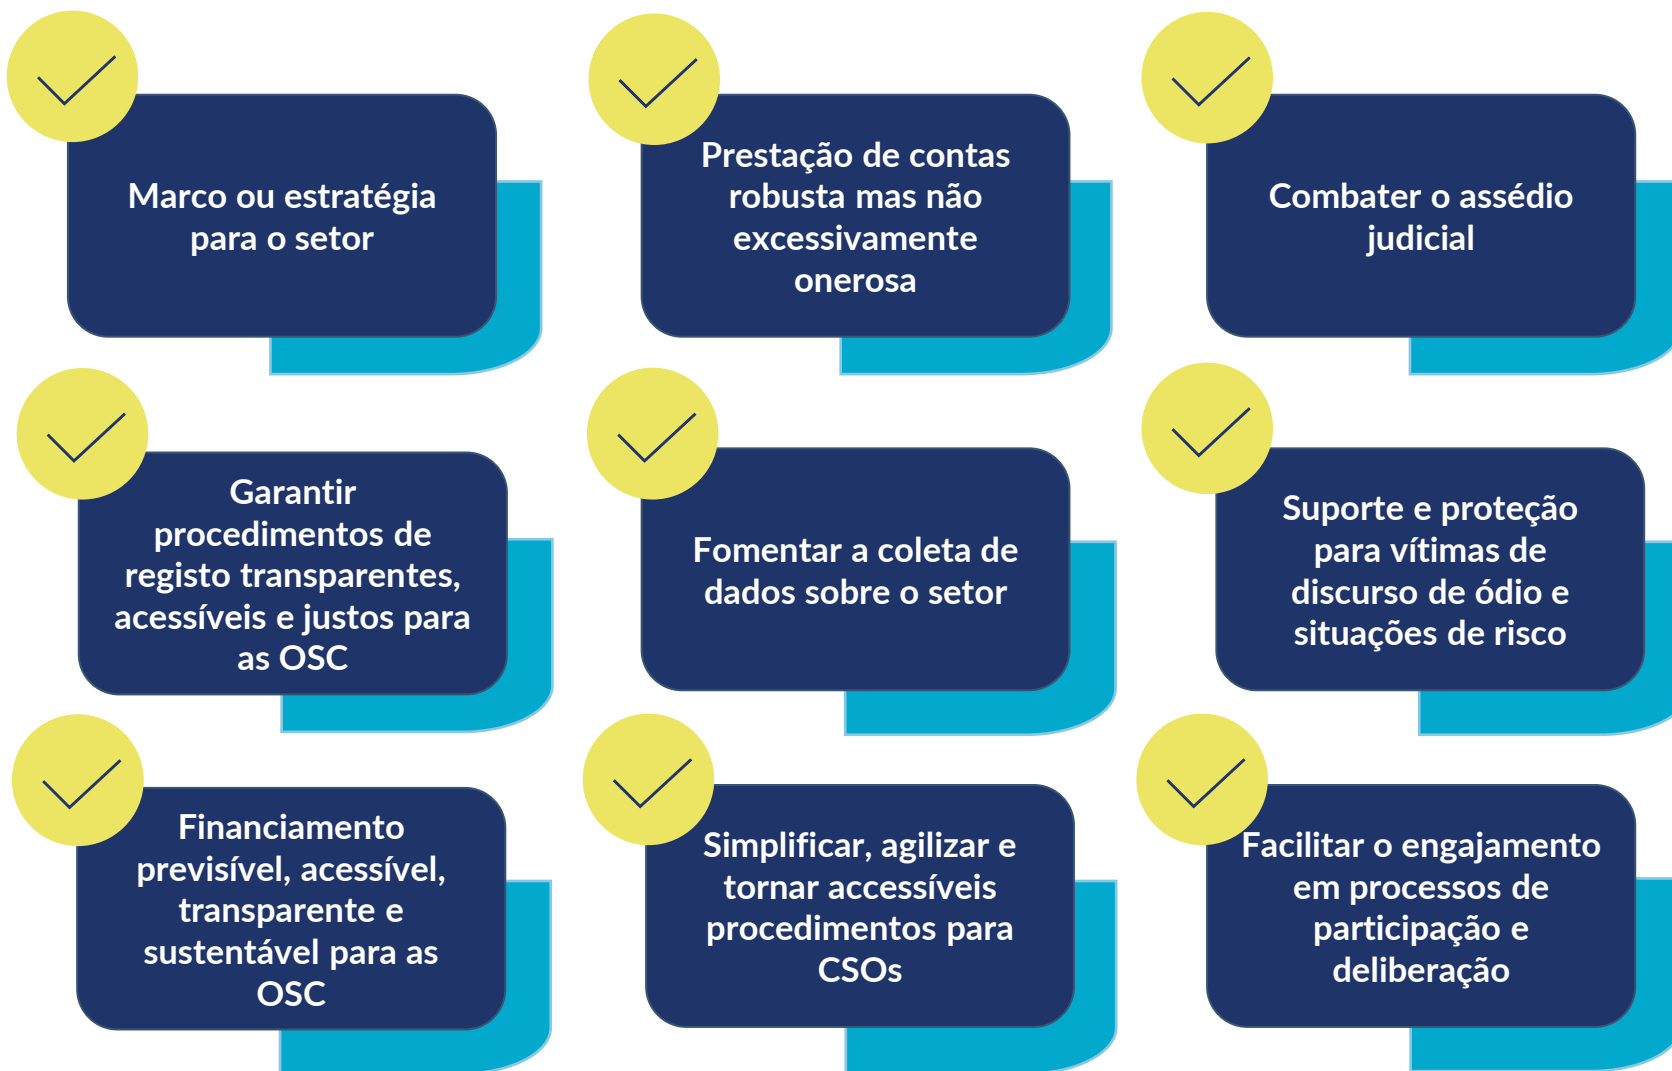 Marco ou estratégia
para o setor
Prestação de contas
robusta mas não
excessivamente
onerosa
Combater o assédio
judicial
Garantir
procedimentos de
registo transparentes,
acessíveis e justos para
as OSC
Fomentar a coleta de
dados sobre o setor
Suporte e proteção
para vítimas de
discurso de ódio e
situações de risco
Financiamento
previsível, acessível,
transparente e
sustentável para as
OSC
Simplificar, agilizar e
tornar accessíveis
procedimentos para
CSOs
Facilitar o engajamento
em processos de
participação e
deliberação